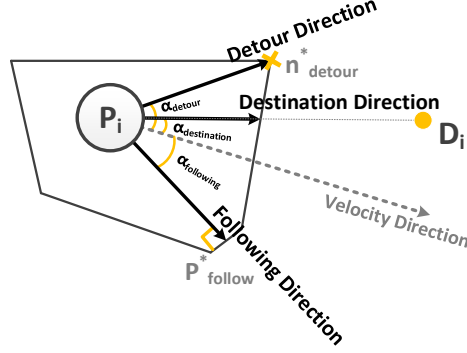 Detour Direction
n*detour
αdetour
Destination Direction
Pi
αdestination
Di
αfollowing
Velocity Direction
Following Direction
P*follow